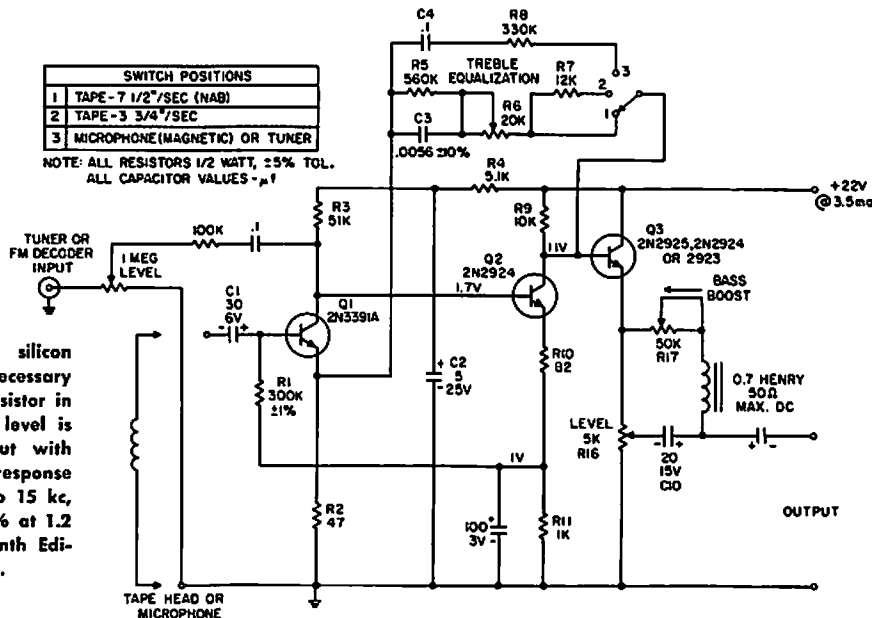 SWITCH POSITIONS
1 TAPE-7 1/2"/SEC (NAB)
2 TAPE-3 3/4"/SEC
3 MICROPHONE(MAGNETIC) OR TUNER
NOTE: ALL RESISTORS 1/2 WATT, ±5% TOL.
ALL CAPACITOR VALUES-μf
C4
.1
R8
330K
R5
560K
TREBLE
EQUALIZATION
R7
12K
3
2
1
R6
20K
C3
.0056 ±10%
R4
5.1K
+22V
@3.5ma
R3
51K
R9
10K
11V
Q3
2N2925,2N2924
OR 2923
TUNER OR
FM DECODER
INPUT
1 MEG
LEVEL
100K
.1
Q2
2N2924
1.7V
BASS
BOOST
C1
30
6V
- +
Q1
2N3391A
50K
R17
R1
300K
±1%
+ C2
5
-25V
R10
82
0.7 HENRY
50Ω
MAX. DC
LEVEL
5K
R16
- +
20
15V
C10
+ -
1V
R2
47
100
3V
+
-
R11
1K
OUTPUT
TAPE HEAD OR
MICROPHONE
silicon
ecessary
sistor in
level is
ut with
response
o 15 kc,
% at 1.2
nth Edi-
.